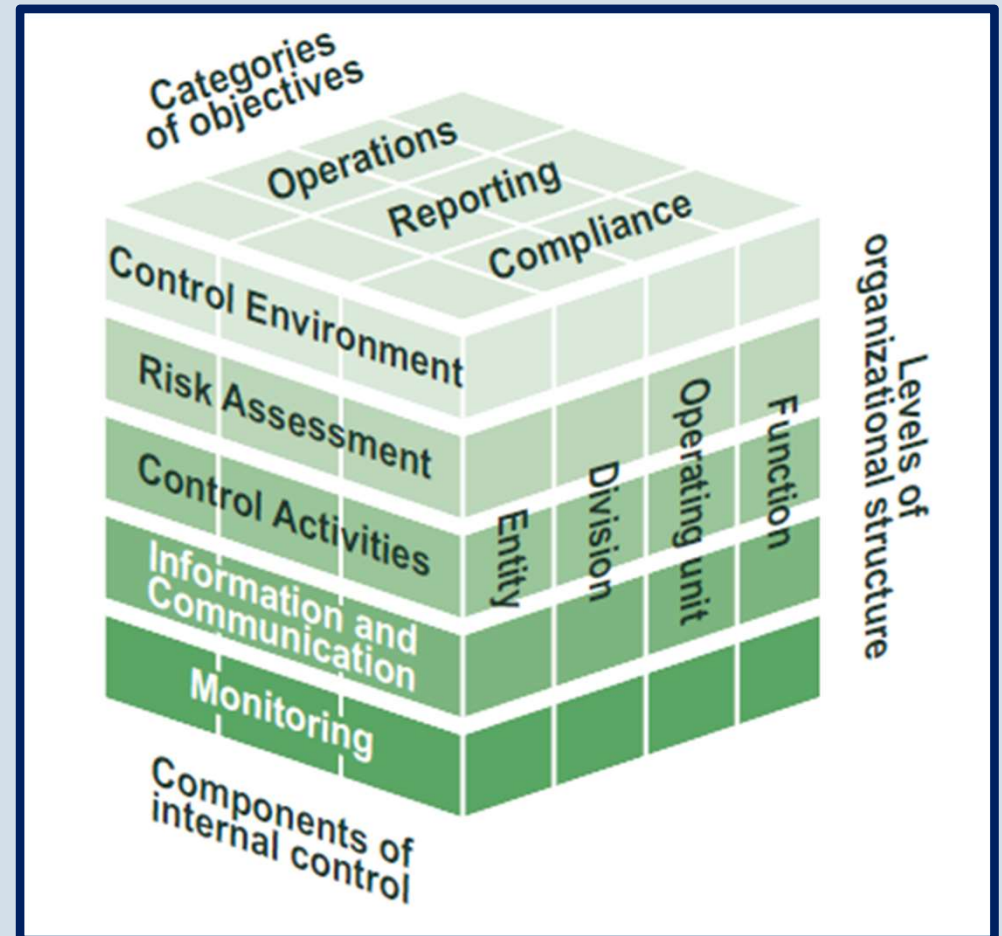 Categories
of objectives
Operations
Reporting
Compliance
Control Environment
Risk Assessment
Control Activities
Information and
Communication
Monitoring
Entity
Division
Operating unit
Function
Levels of
organizational structure
Components of
internal control